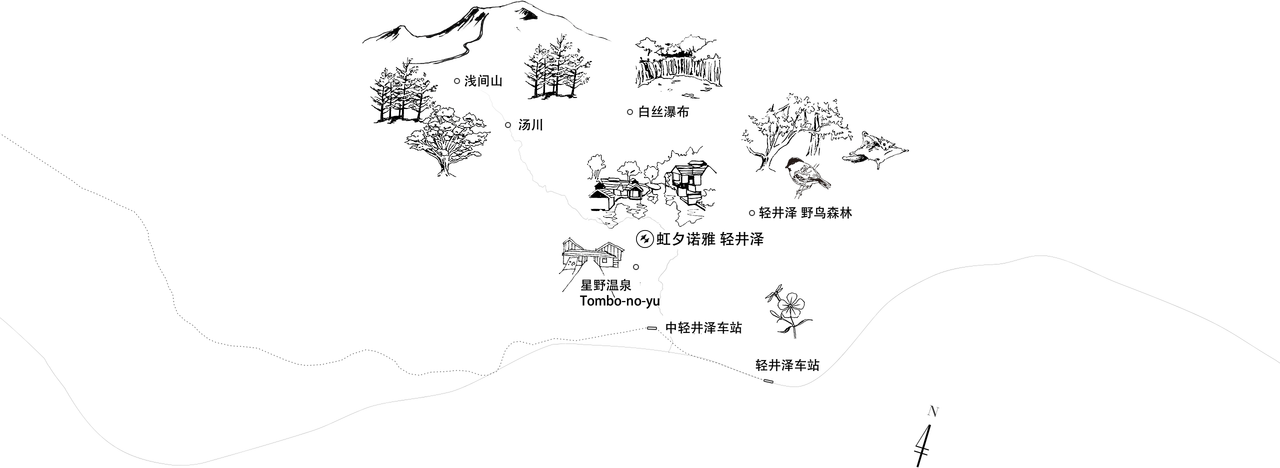 浅间山
汤川
白丝瀑布
轻井泽 野鸟森林
虹夕诺雅 轻井泽
星野温泉
Tombo-no-yu
中轻井泽车站
轻井泽车站
N